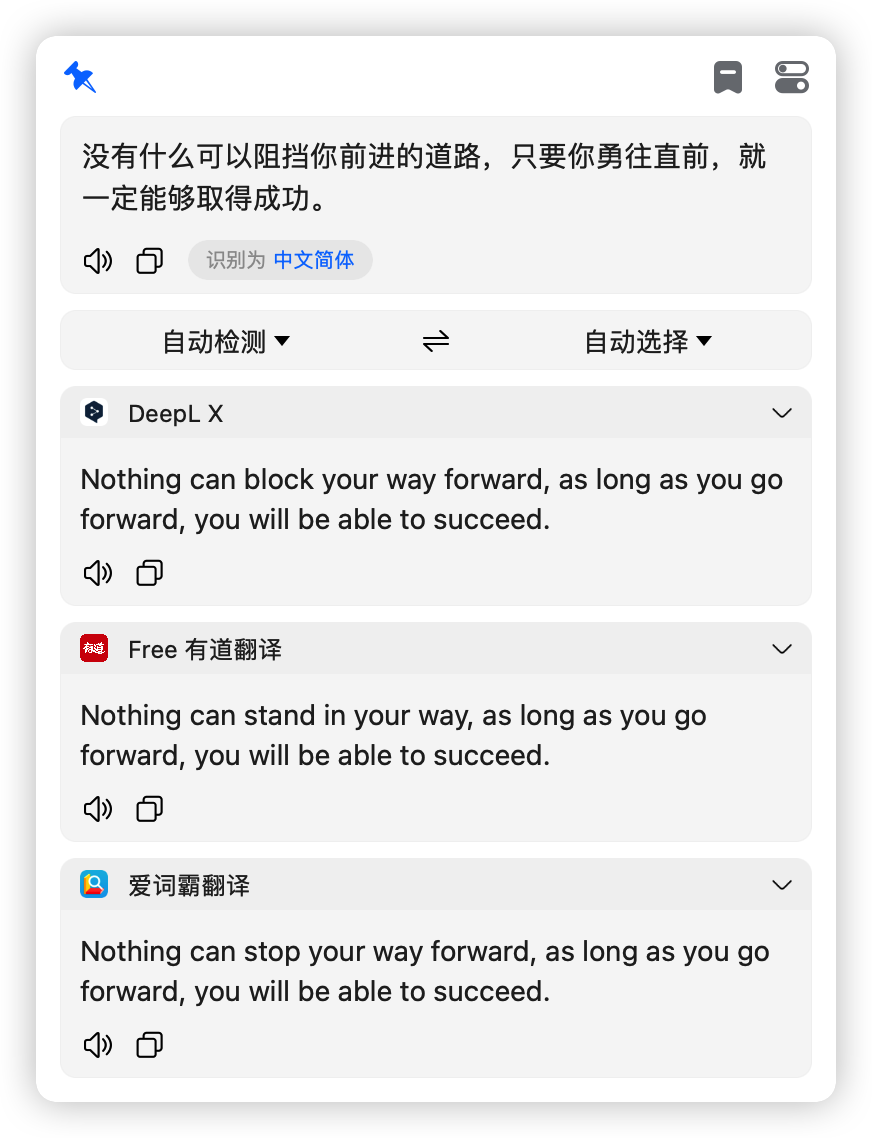 没有什么可以阻挡你前进的道路，只要你勇往直前，就
一定能够取得成功。
识别为 中文简体
自动检测
自动选择
DeepL X
Nothing can block your way forward, as long as you go
forward, you will be able to succeed.
有道
Free 有道翻译
Nothing can stand in your way, as long as you go
forward, you will be able to succeed.
爱词霸翻译
Nothing can stop your way forward, as long as you go
forward, you will be able to succeed.